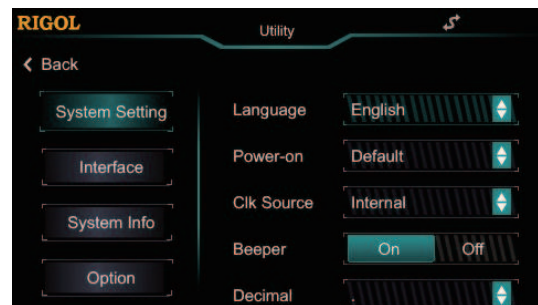 RIGOL
Utility
< Back
System Setting
Interface
System Info
Option
Language English
Power-on Default
Clk Source Internal
Beeper On Off
Decimal .